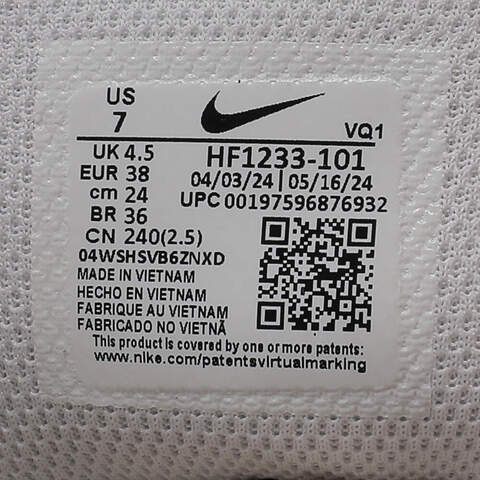 US
7
VQ1
UK 4.5
EUR 38
cm 24
BR 36
CN 240(2.5)
HF1233-101
04/03/24 | 05/16/24
UPC 00197596876932
04WSHSVB6ZNXD
MADE IN VIETNAM
HECHO EN VIETNAM
FABRIQUE AU VIETNAM
FABRICADO NO VIETNÃ
This product is covered by one or more patents:
www.nike.com/patentsvirtualmarking